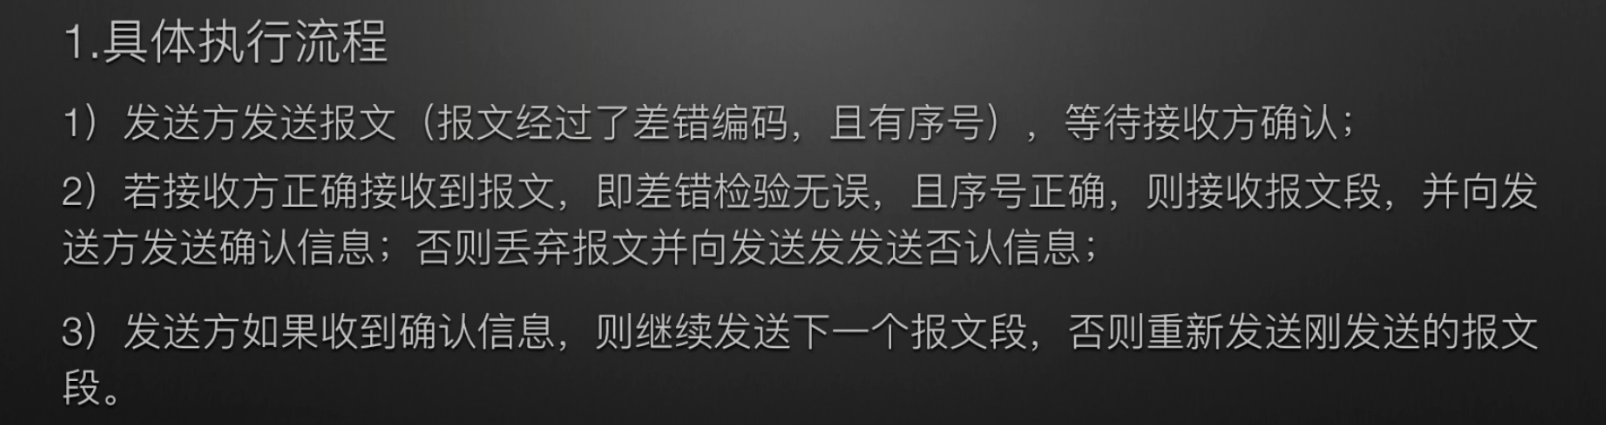 1.具体执行流程
1）发送方发送报文（报文经过了差错编码，且有序号），等待接收方确认；
2）若接收方正确接收到报文，即差错检验无误，且序号正确，则接收报文段，并向发
送方发送确认信息；否则丢弃报文并向发送发发送否认信息；
3）发送方如果收到确认信息，则继续发送下一个报文段，否则重新发送刚发送的报文
段。